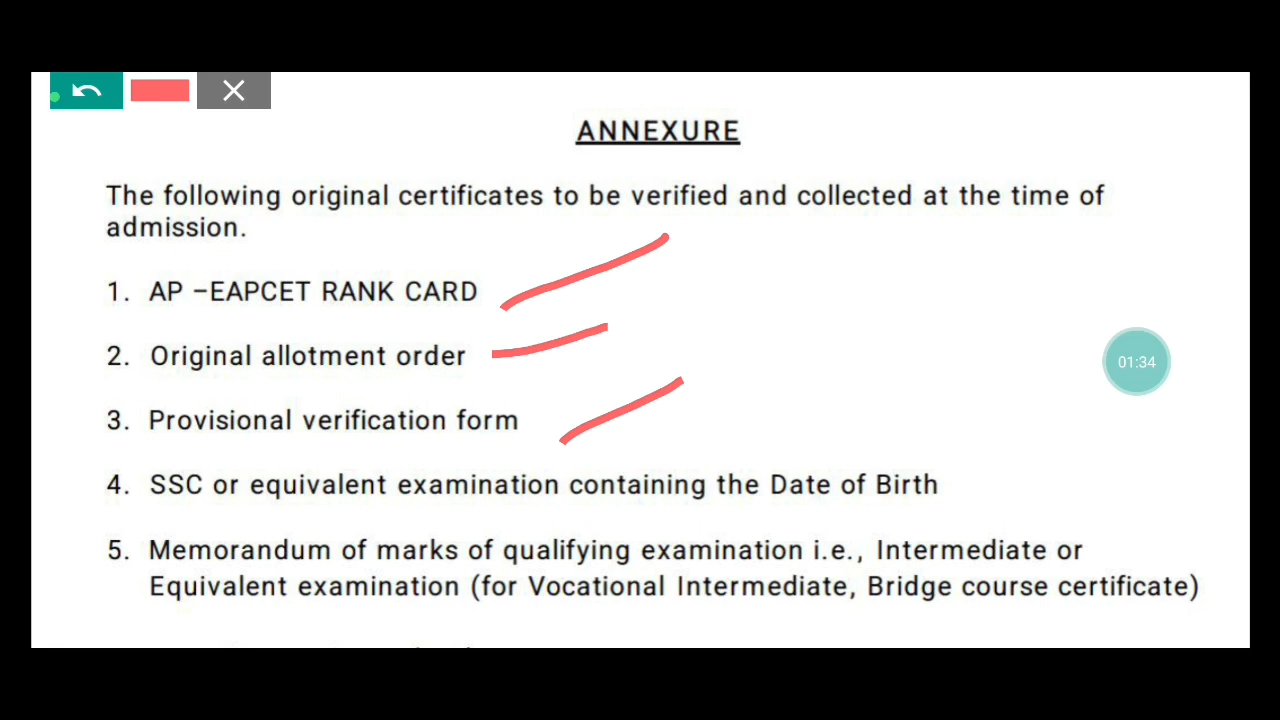 ANNEXURE
The following original certificates to be verified and collected at the time of
admission.
1. AP –EAPCET RANK CARD
2. Original allotment order
01:34
3. Provisional verification form
4. SSC or equivalent examination containing the Date of Birth
5. Memorandum of marks of qualifying examination i.e., Intermediate or
Equivalent examination (for Vocational Intermediate, Bridge course certificate)